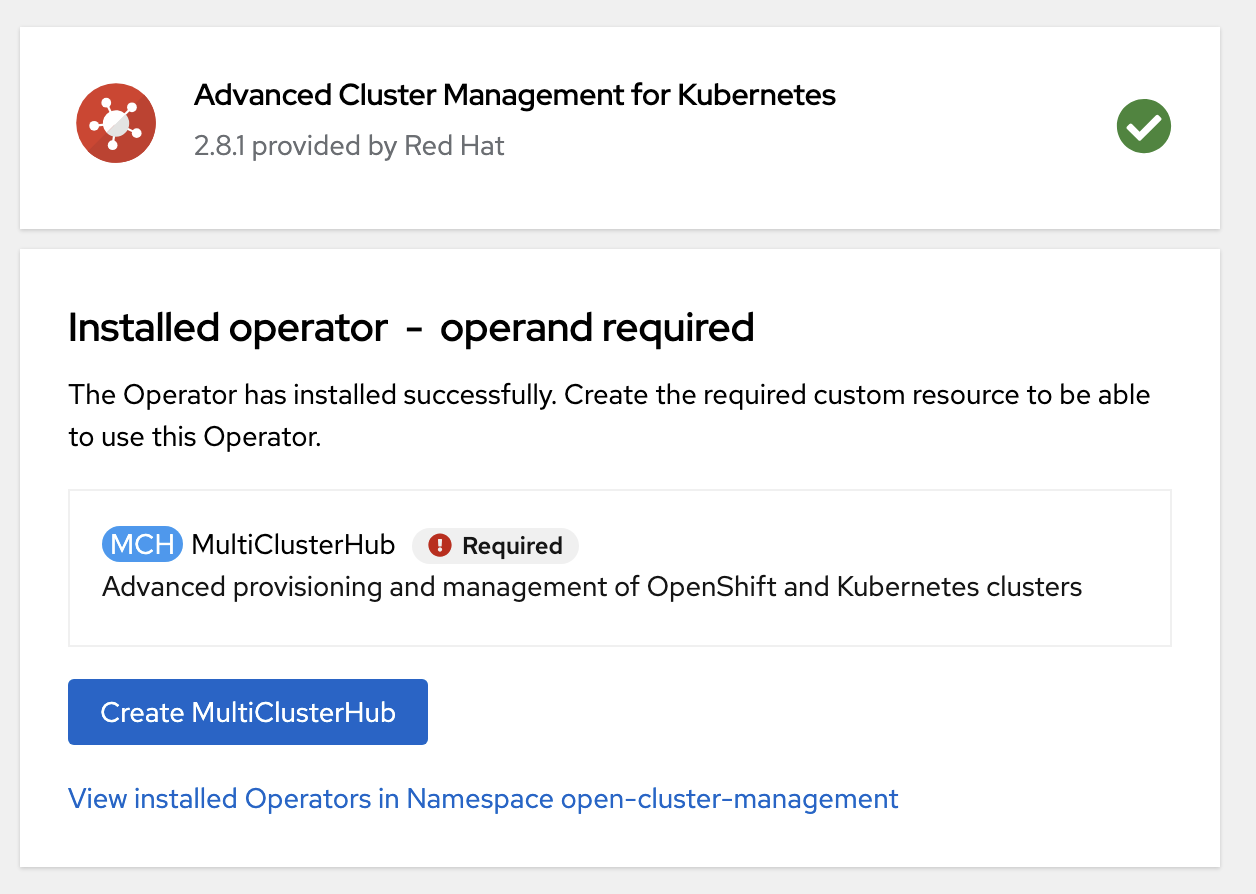 Advanced Cluster Management for Kubernetes
2.8.1 provided by Red Hat
Installed operator - operand required
The Operator has installed successfully. Create the required custom resource to be able
to use this Operator.
MCH MultiClusterHub Required
Advanced provisioning and management of OpenShift and Kubernetes clusters
Create MultiClusterHub
View installed Operators in Namespace open-cluster-management